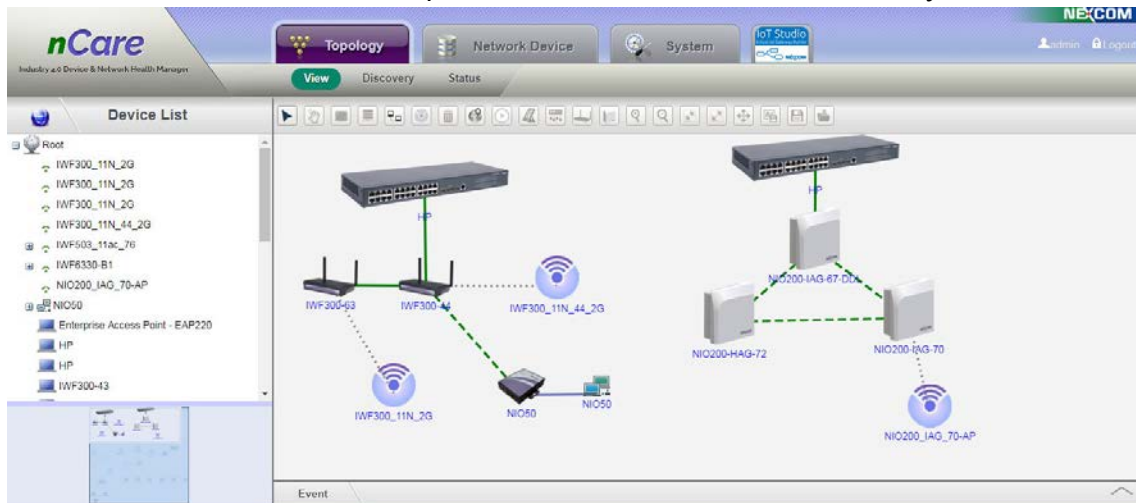 NEXCOM
nCare
Industry 4.0 Device & Network Health Manager
Topology
Network Device
System
IoT Studio
admin
Logout
View
Discovery
Status
Device List
Root
IWF300_11N_2G
IWF300_11N_2G
IWF300_11N_2G
IWF300_11N_44_2G
IWF503_11ac_76
IWF6330-B1
NIO200_IAG_70-AP
NIO50
Enterprise Access Point - EAP220
HP
HP
IWF300-43
HP
HP
IWF300-63
IWF300-44
IWF300_11N_44_2G
NIO200-IAG-67-DDL
NIO200-HAG-72
NIO200-IAG-70
IWF300_11N_2G
NIO50
NIO50
NIO200_IAG_70-AP
Event